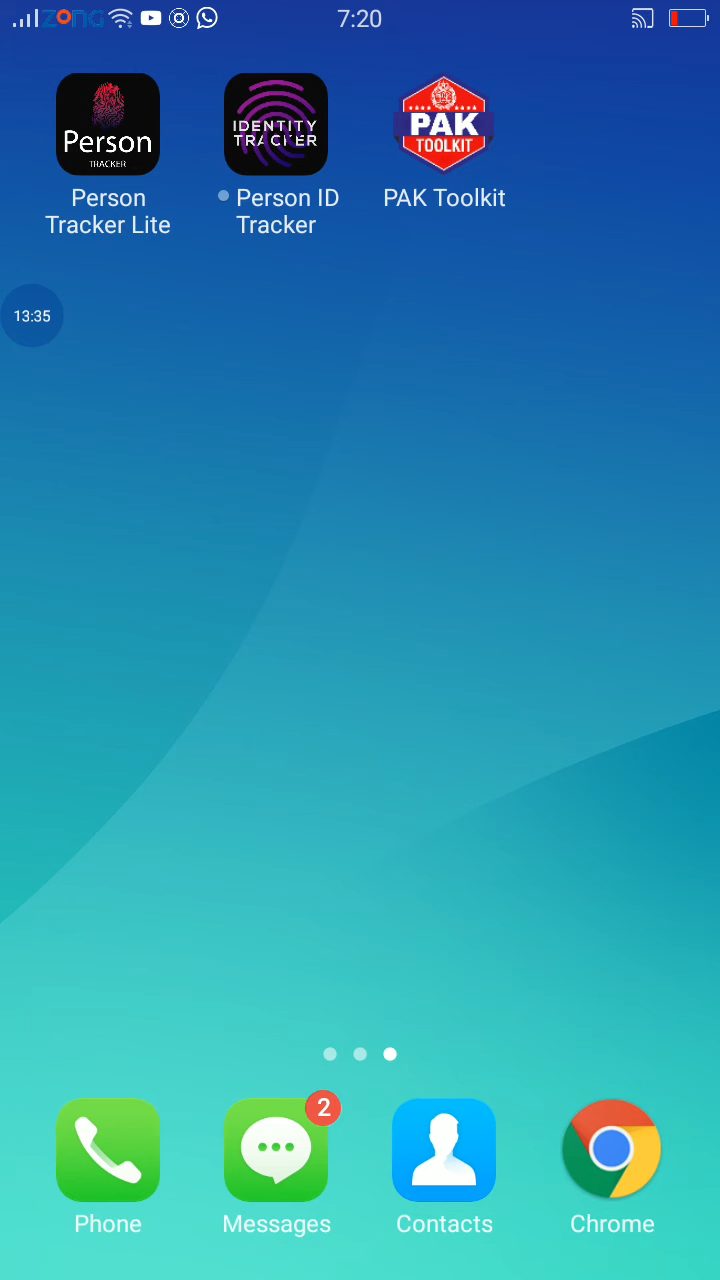 ZONG
7:20
Person
TRACKER
IDENTITY
TRACKER
PAK
TOOLKIT
Person
Tracker Lite
Person ID
Tracker
PAK Toolkit
13:35
2
Phone
Messages
Contacts
Chrome